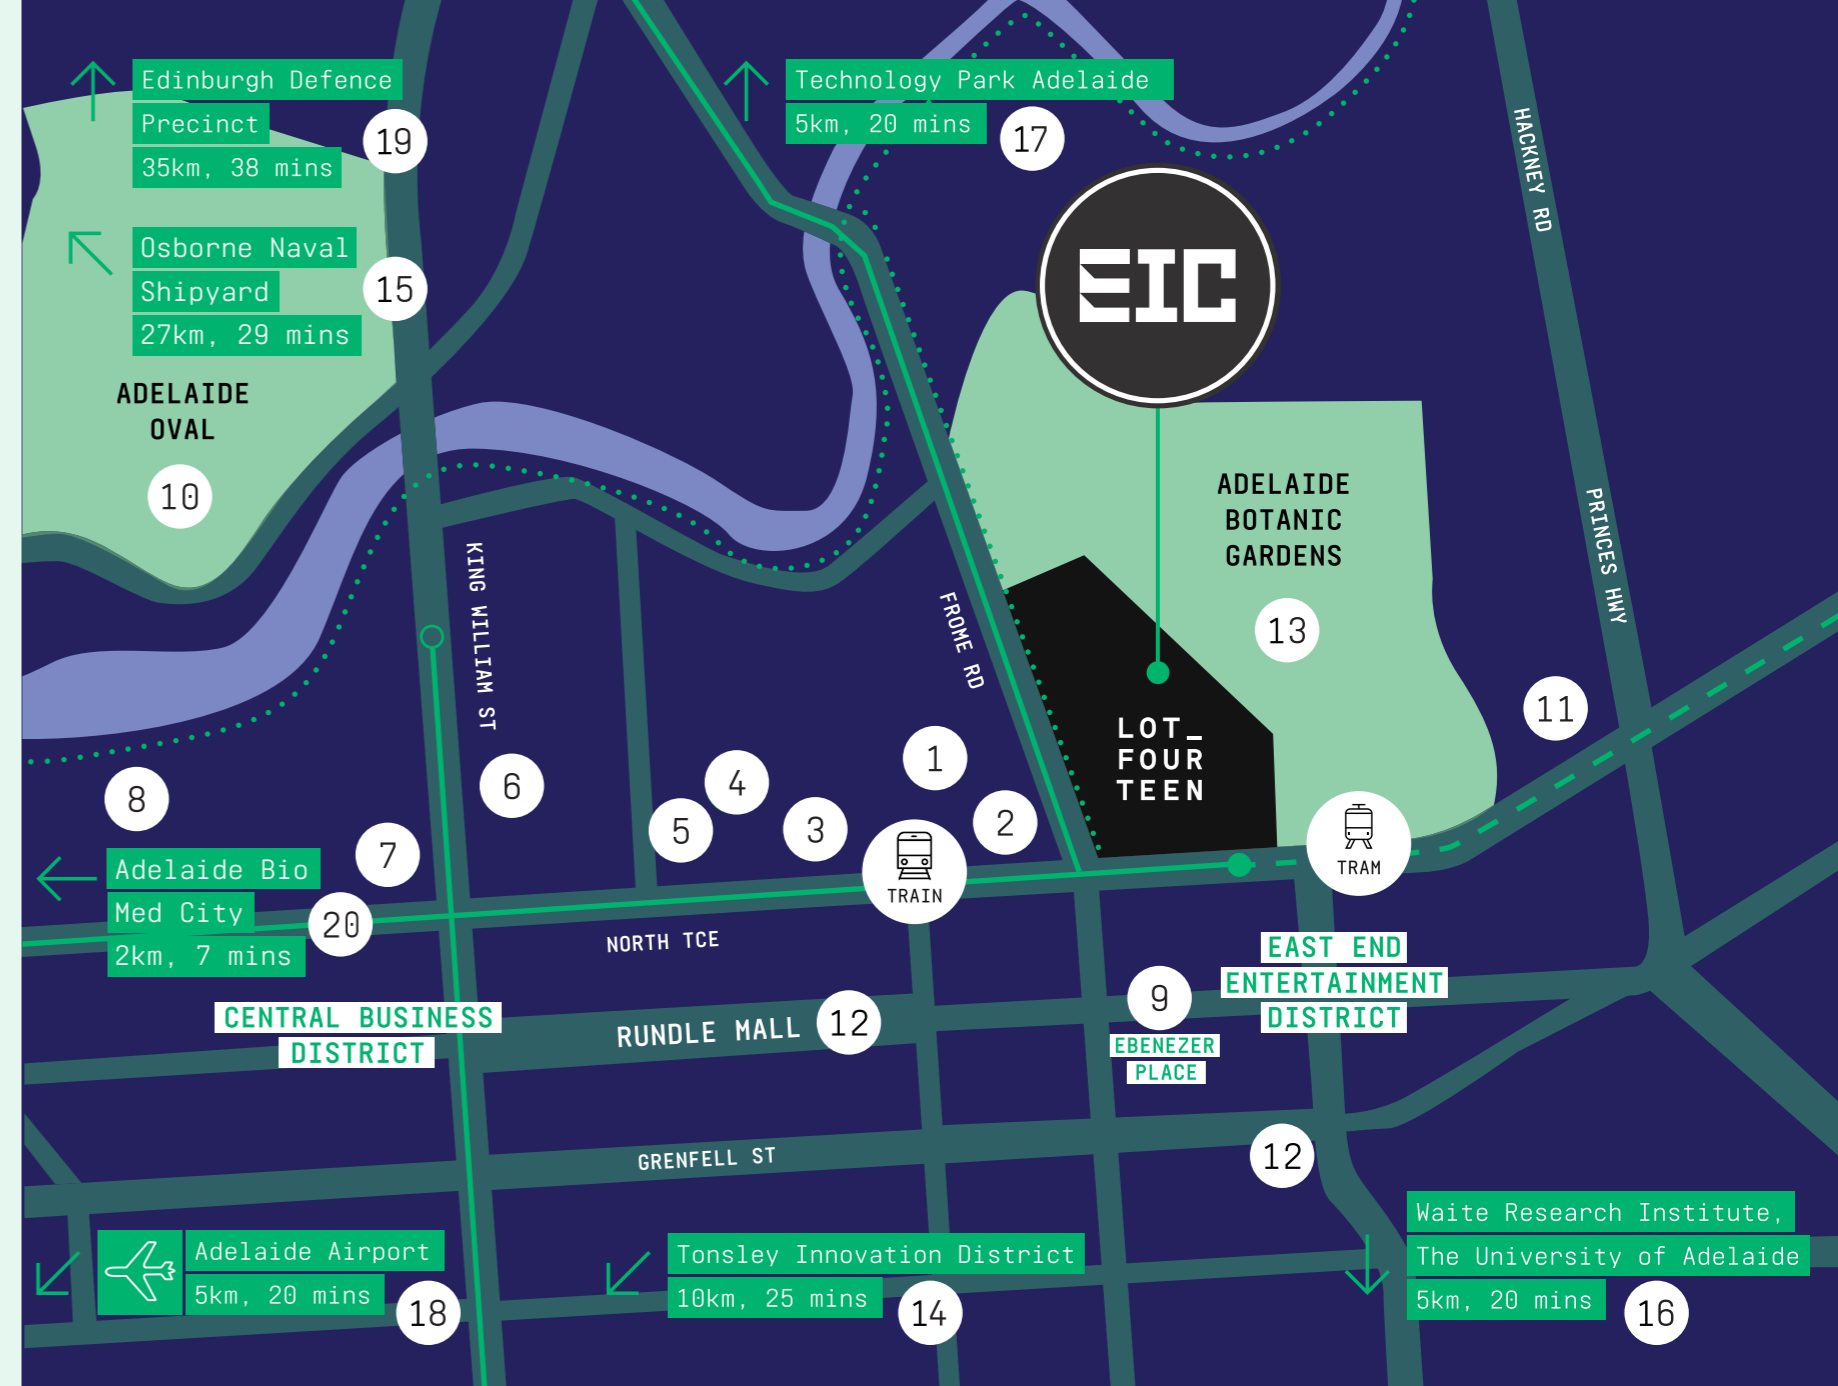 Edinburgh Defence
Precinct
35km, 38 mins
19
Technology Park Adelaide
5km, 20 mins
17
HACKNEY RD
Osborne Naval
Shipyard
27km, 29 mins
15
EIC
ADELAIDE
OVAL
10
ADELAIDE
BOTANIC
GARDENS
13
PRINCES HWY
KING WILLIAM ST
FROME RD
LOT_
FOUR
TEEN
11
8
6
4
1
5
3
2
7
TRAIN
TRAM
Adelaide Bio
Med City
2km, 7 mins
20
NORTH TCE
EAST END
ENTERTAINMENT
DISTRICT
CENTRAL BUSINESS
DISTRICT
RUNDLE MALL
12
9
EBENEZER
PLACE
GRENFELL ST
12
Adelaide Airport
5km, 20 mins
18
Tonsley Innovation District
10km, 25 mins
14
Waite Research Institute,
The University of Adelaide
5km, 20 mins
16